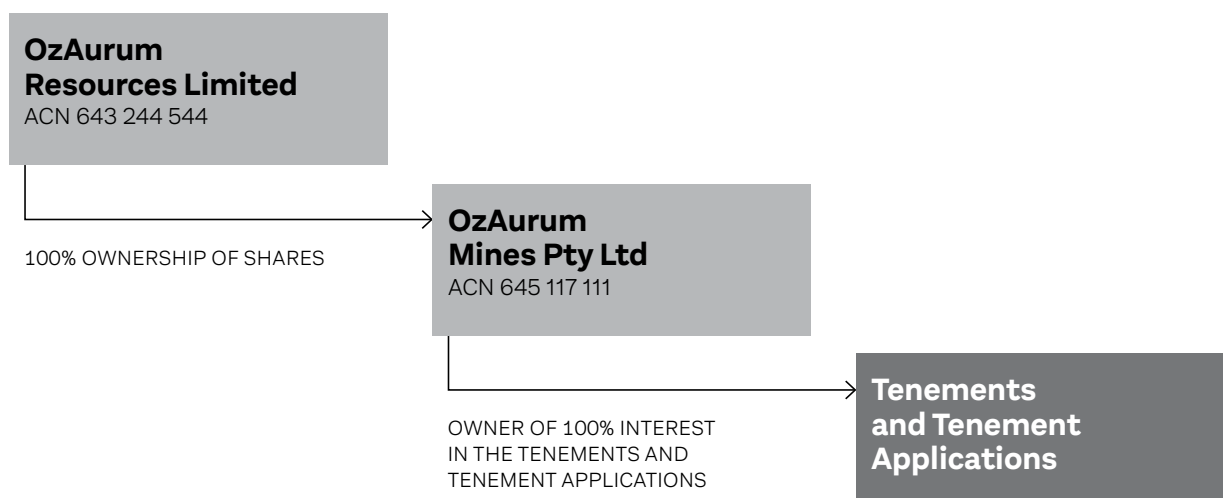 OzAurum
Resources Limited
ACN 643 244 544
100% OWNERSHIP OF SHARES
OzAurum
Mines Pty Ltd
ACN 645 117 111
OWNER OF 100% INTEREST
IN THE TENEMENTS AND
TENEMENT APPLICATIONS
Tenements
and Tenement
Applications